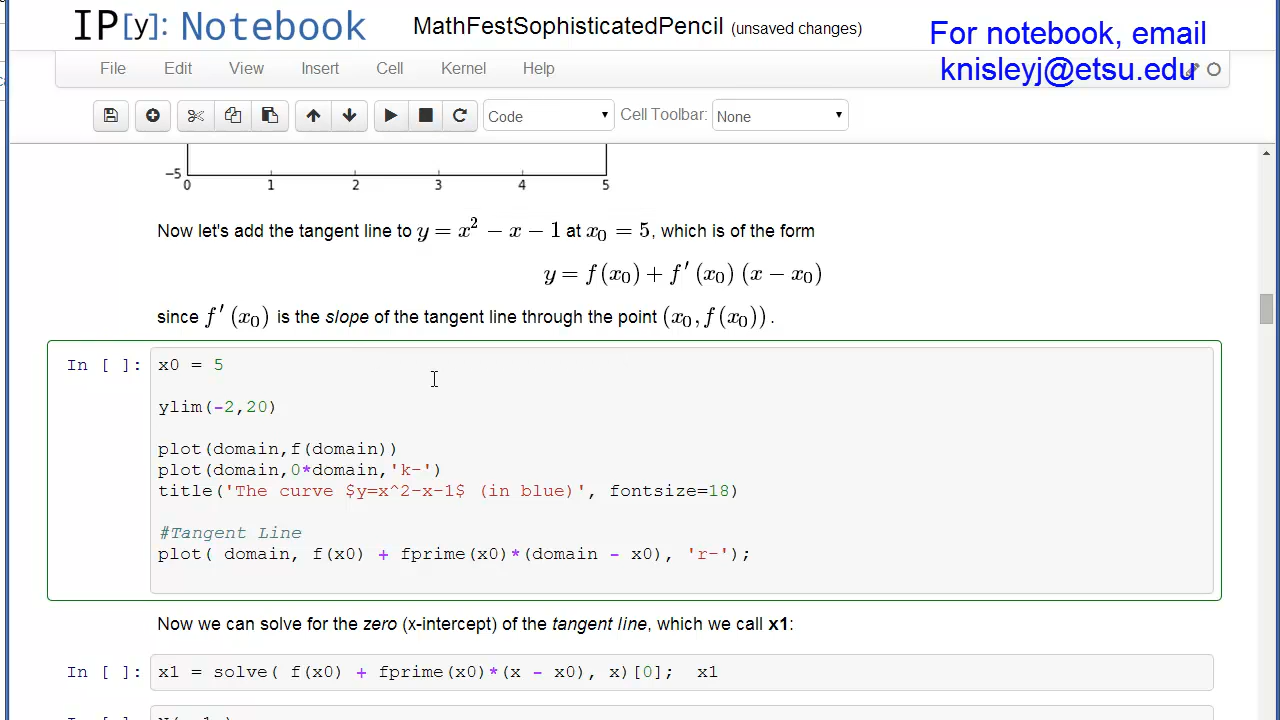 IP[y]: Notebook
MathFestSophisticatedPencil (unsaved changes)
For notebook, email
knisleyj@etsu.edu
File Edit View Insert Cell Kernel Help
Code
Cell Toolbar: None
−5
0 1 2 3 4 5
Now let's add the tangent line to y = x² − x − 1 at x₀ = 5, which is of the form
y = f(x₀) + f′(x₀)(x − x₀)
since f′(x₀) is the slope of the tangent line through the point (x₀, f(x₀)).
In [ ]: x0 = 5
ylim(-2,20)
plot(domain,f(domain))
plot(domain,0*domain,'k-')
title('The curve $y=x^2-x-1$ (in blue)', fontsize=18)
#Tangent Line
plot( domain, f(x0) + fprime(x0)*(domain - x0), 'r-');
Now we can solve for the zero (x-intercept) of the tangent line, which we call x1:
In [ ]: x1 = solve( f(x0) + fprime(x0)*(x - x0), x)[0]; x1